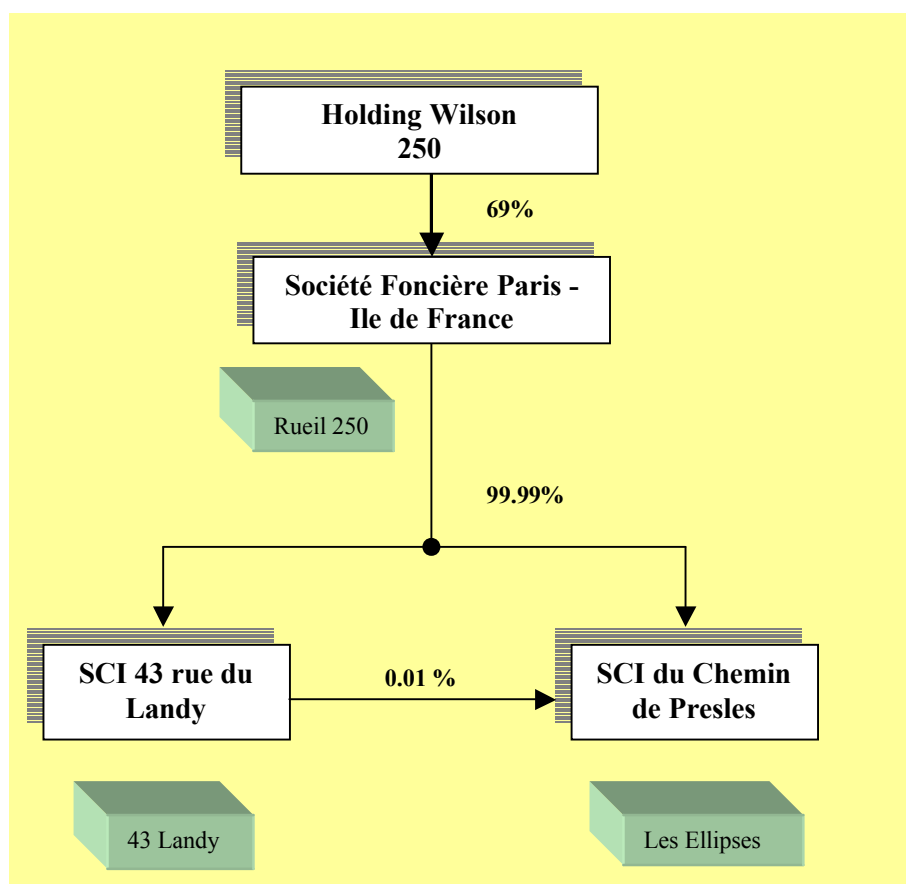 Holding Wilson
250
69%
Société Foncière Paris -
Ile de France
Rueil 250
99.99%
SCI 43 rue du
Landy
0.01 %
SCI du Chemin
de Presles
43 Landy
Les Ellipses